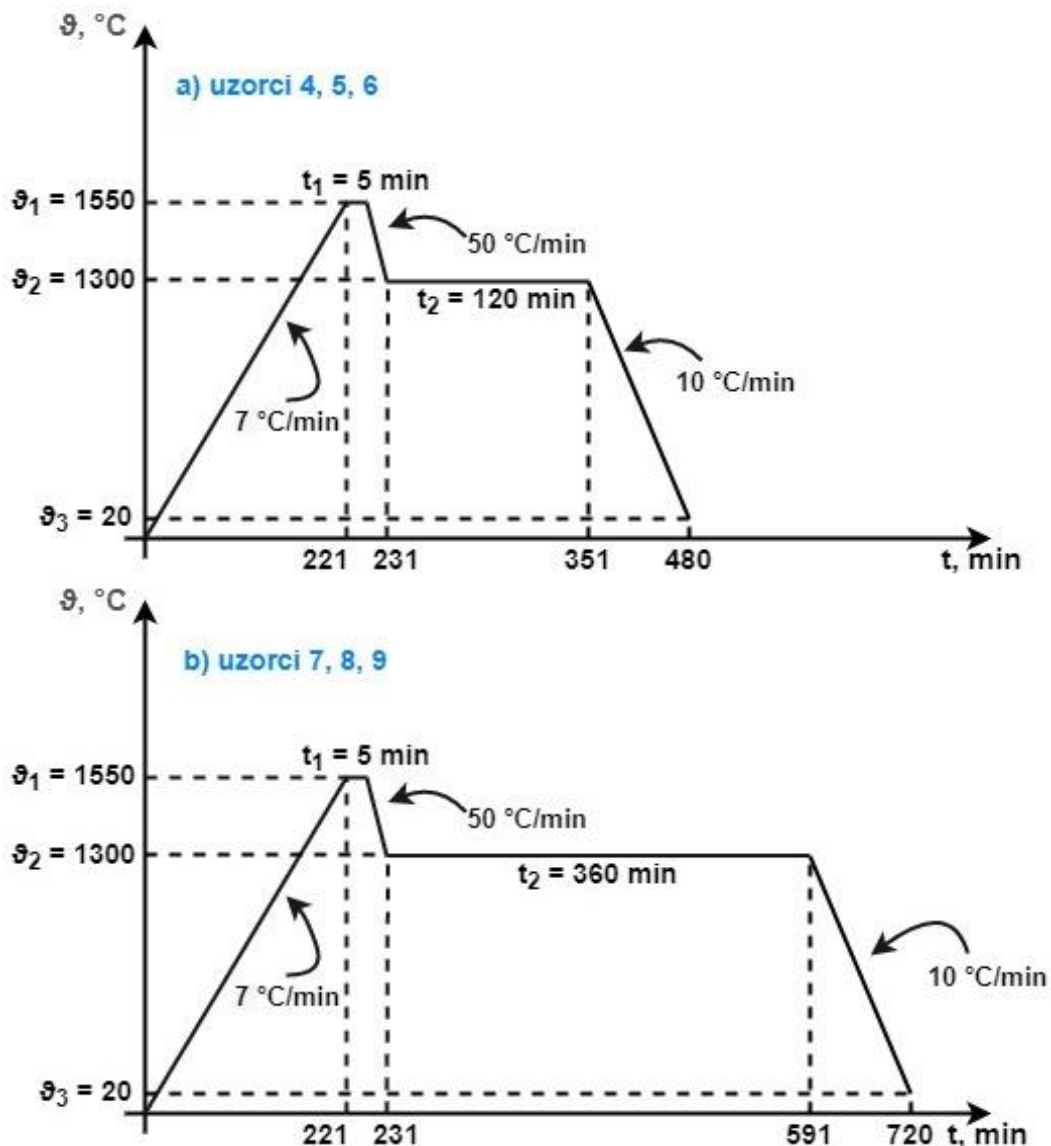 ϑ, °C
a) uzorci 4, 5, 6
t₁ = 5 min
ϑ₁ = 1550
50 °C/min
ϑ₂ = 1300
t₂ = 120 min
10 °C/min
7 °C/min
ϑ₃ = 20
221 231 351 480 t, min
ϑ, °C
b) uzorci 7, 8, 9
t₁ = 5 min
ϑ₁ = 1550
50 °C/min
ϑ₂ = 1300
t₂ = 360 min
10 °C/min
7 °C/min
ϑ₃ = 20
221 231 591 720 t, min